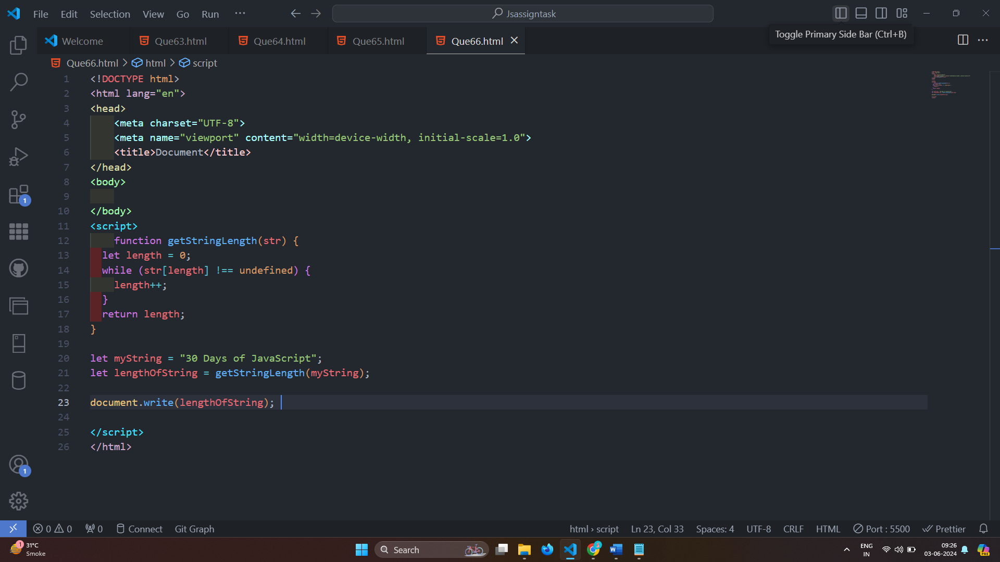 File Edit Selection View Go Run ··· Jsassigntask
Toggle Primary Side Bar (Ctrl+B)
Welcome Que63.html Que64.html Que65.html Que66.html
Que66.html > html > script
1 <!DOCTYPE html>
2 <html lang="en">
3 <head>
4 <meta charset="UTF-8">
5 <meta name="viewport" content="width=device-width, initial-scale=1.0">
6 <title>Document</title>
7 </head>
8 <body>
9
10 </body>
11 <script>
12 function getStringLength(str) {
13 let length = 0;
14 while (str[length] !== undefined) {
15 length++;
16 }
17 return length;
18 }
19
20 let myString = "30 Days of JavaScript";
21 let lengthOfString = getStringLength(myString);
22
23 document.write(lengthOfString);
24
25 </script>
26 </html>
1
1
0 0 0 Connect Git Graph html › script Ln 23, Col 33 Spaces: 4 UTF-8 CRLF HTML Port : 5500 Prettier
1 31°C
Smoke
Search
ENG
IN
09:26
03-06-2024
PRE